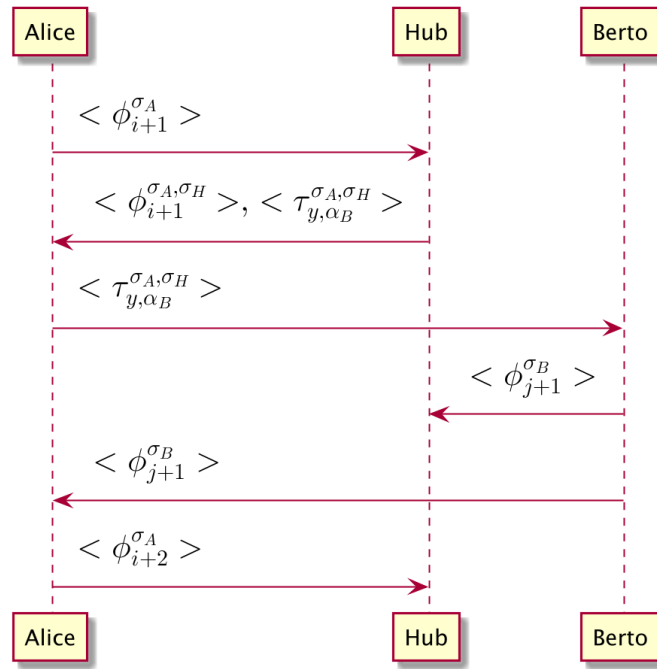 Alice Hub Berto
< ϕ_{i+1}^{σ_A} >
< ϕ_{i+1}^{σ_A,σ_H} >, < τ_{y,α_B}^{σ_A,σ_H} >
< τ_{y,α_B}^{σ_A,σ_H} >
< ϕ_{j+1}^{σ_B} >
< ϕ_{j+1}^{σ_B} >
< ϕ_{i+2}^{σ_A} >
Alice Hub Berto